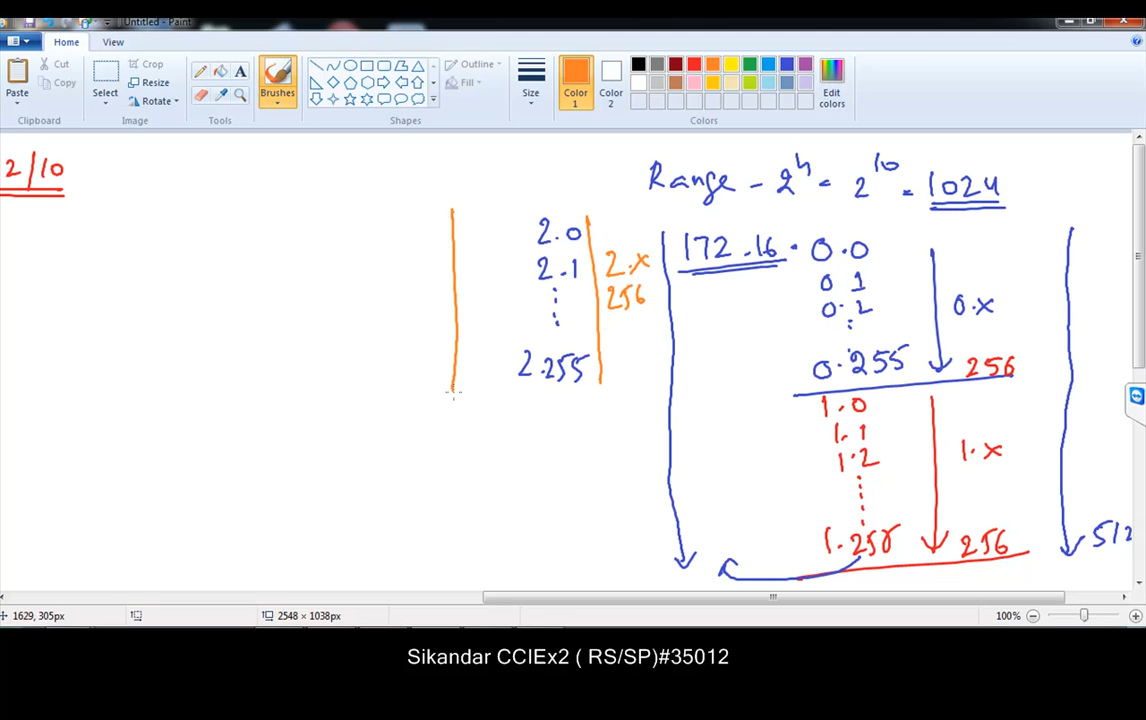 Untitled - Paint
Home View
Cut
Copy
Paste
Clipboard
Select
Crop
Resize
Rotate
Image
A
Tools
Brushes
Outline
Fill
Shapes
Size
Color 1
Color 2
Edit colors
Colors
2/10
Range - 2^h = 2^10 = 1024
172.16.0.0
0 1
0.2
0.255
0.x
256
1.0
1.1
1.2
1.x
256
512
2.0
2.1
2.255
2.x
256
1629, 305px
2548 × 1038px
100%
Sikandar CCIEx2 ( RS/SP)#35012